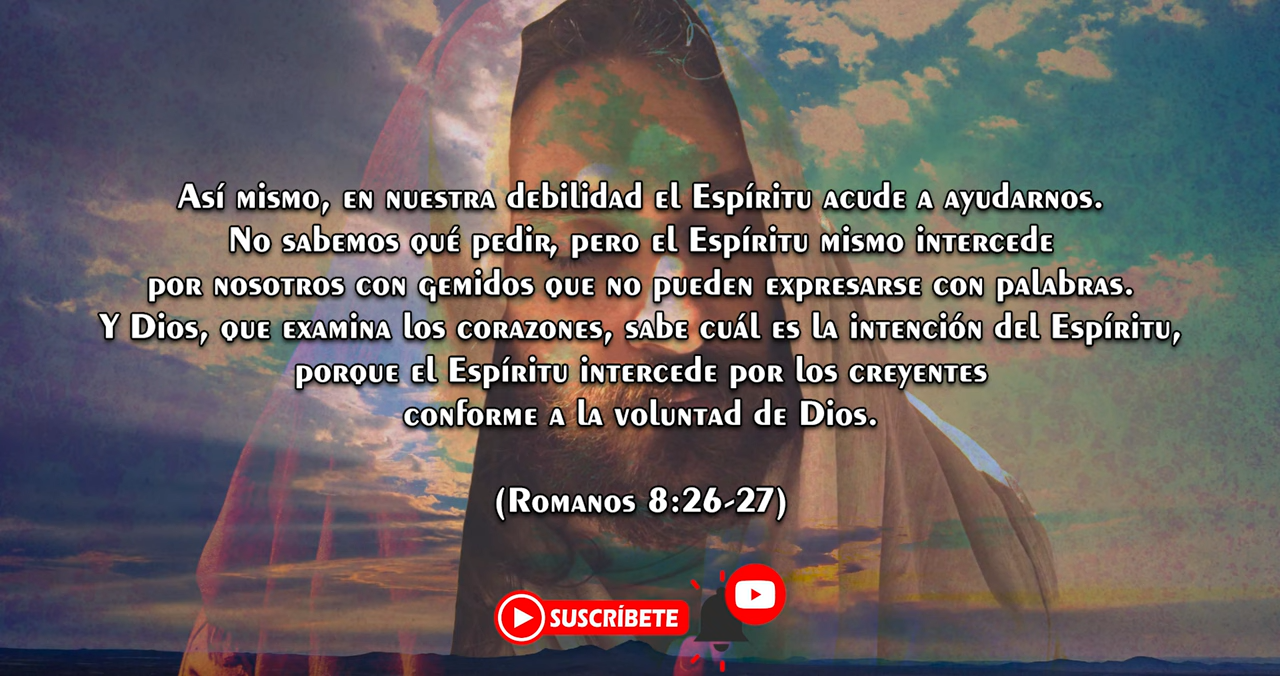 Así mismo, en nuestra debilidad el Espíritu acude a ayudarnos.
No sabemos qué pedir, pero el Espíritu mismo intercede
por nosotros con gemidos que no pueden expresarse con palabras.
Y Dios, que examina los corazones, sabe cuál es la intención del Espíritu,
porque el Espíritu intercede por los creyentes
conforme a la voluntad de Dios.
(Romanos 8:26-27)
SUSCRÍBETE